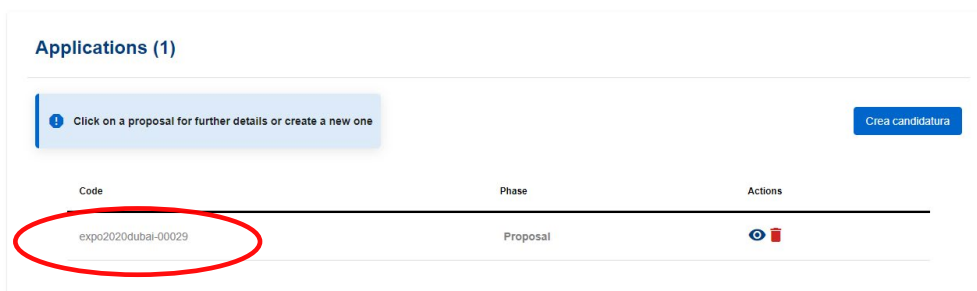 Applications (1)
Click on a proposal for further details or create a new one
Crea candidatura
Code Phase Actions
expo2020dubai-00029 Proposal